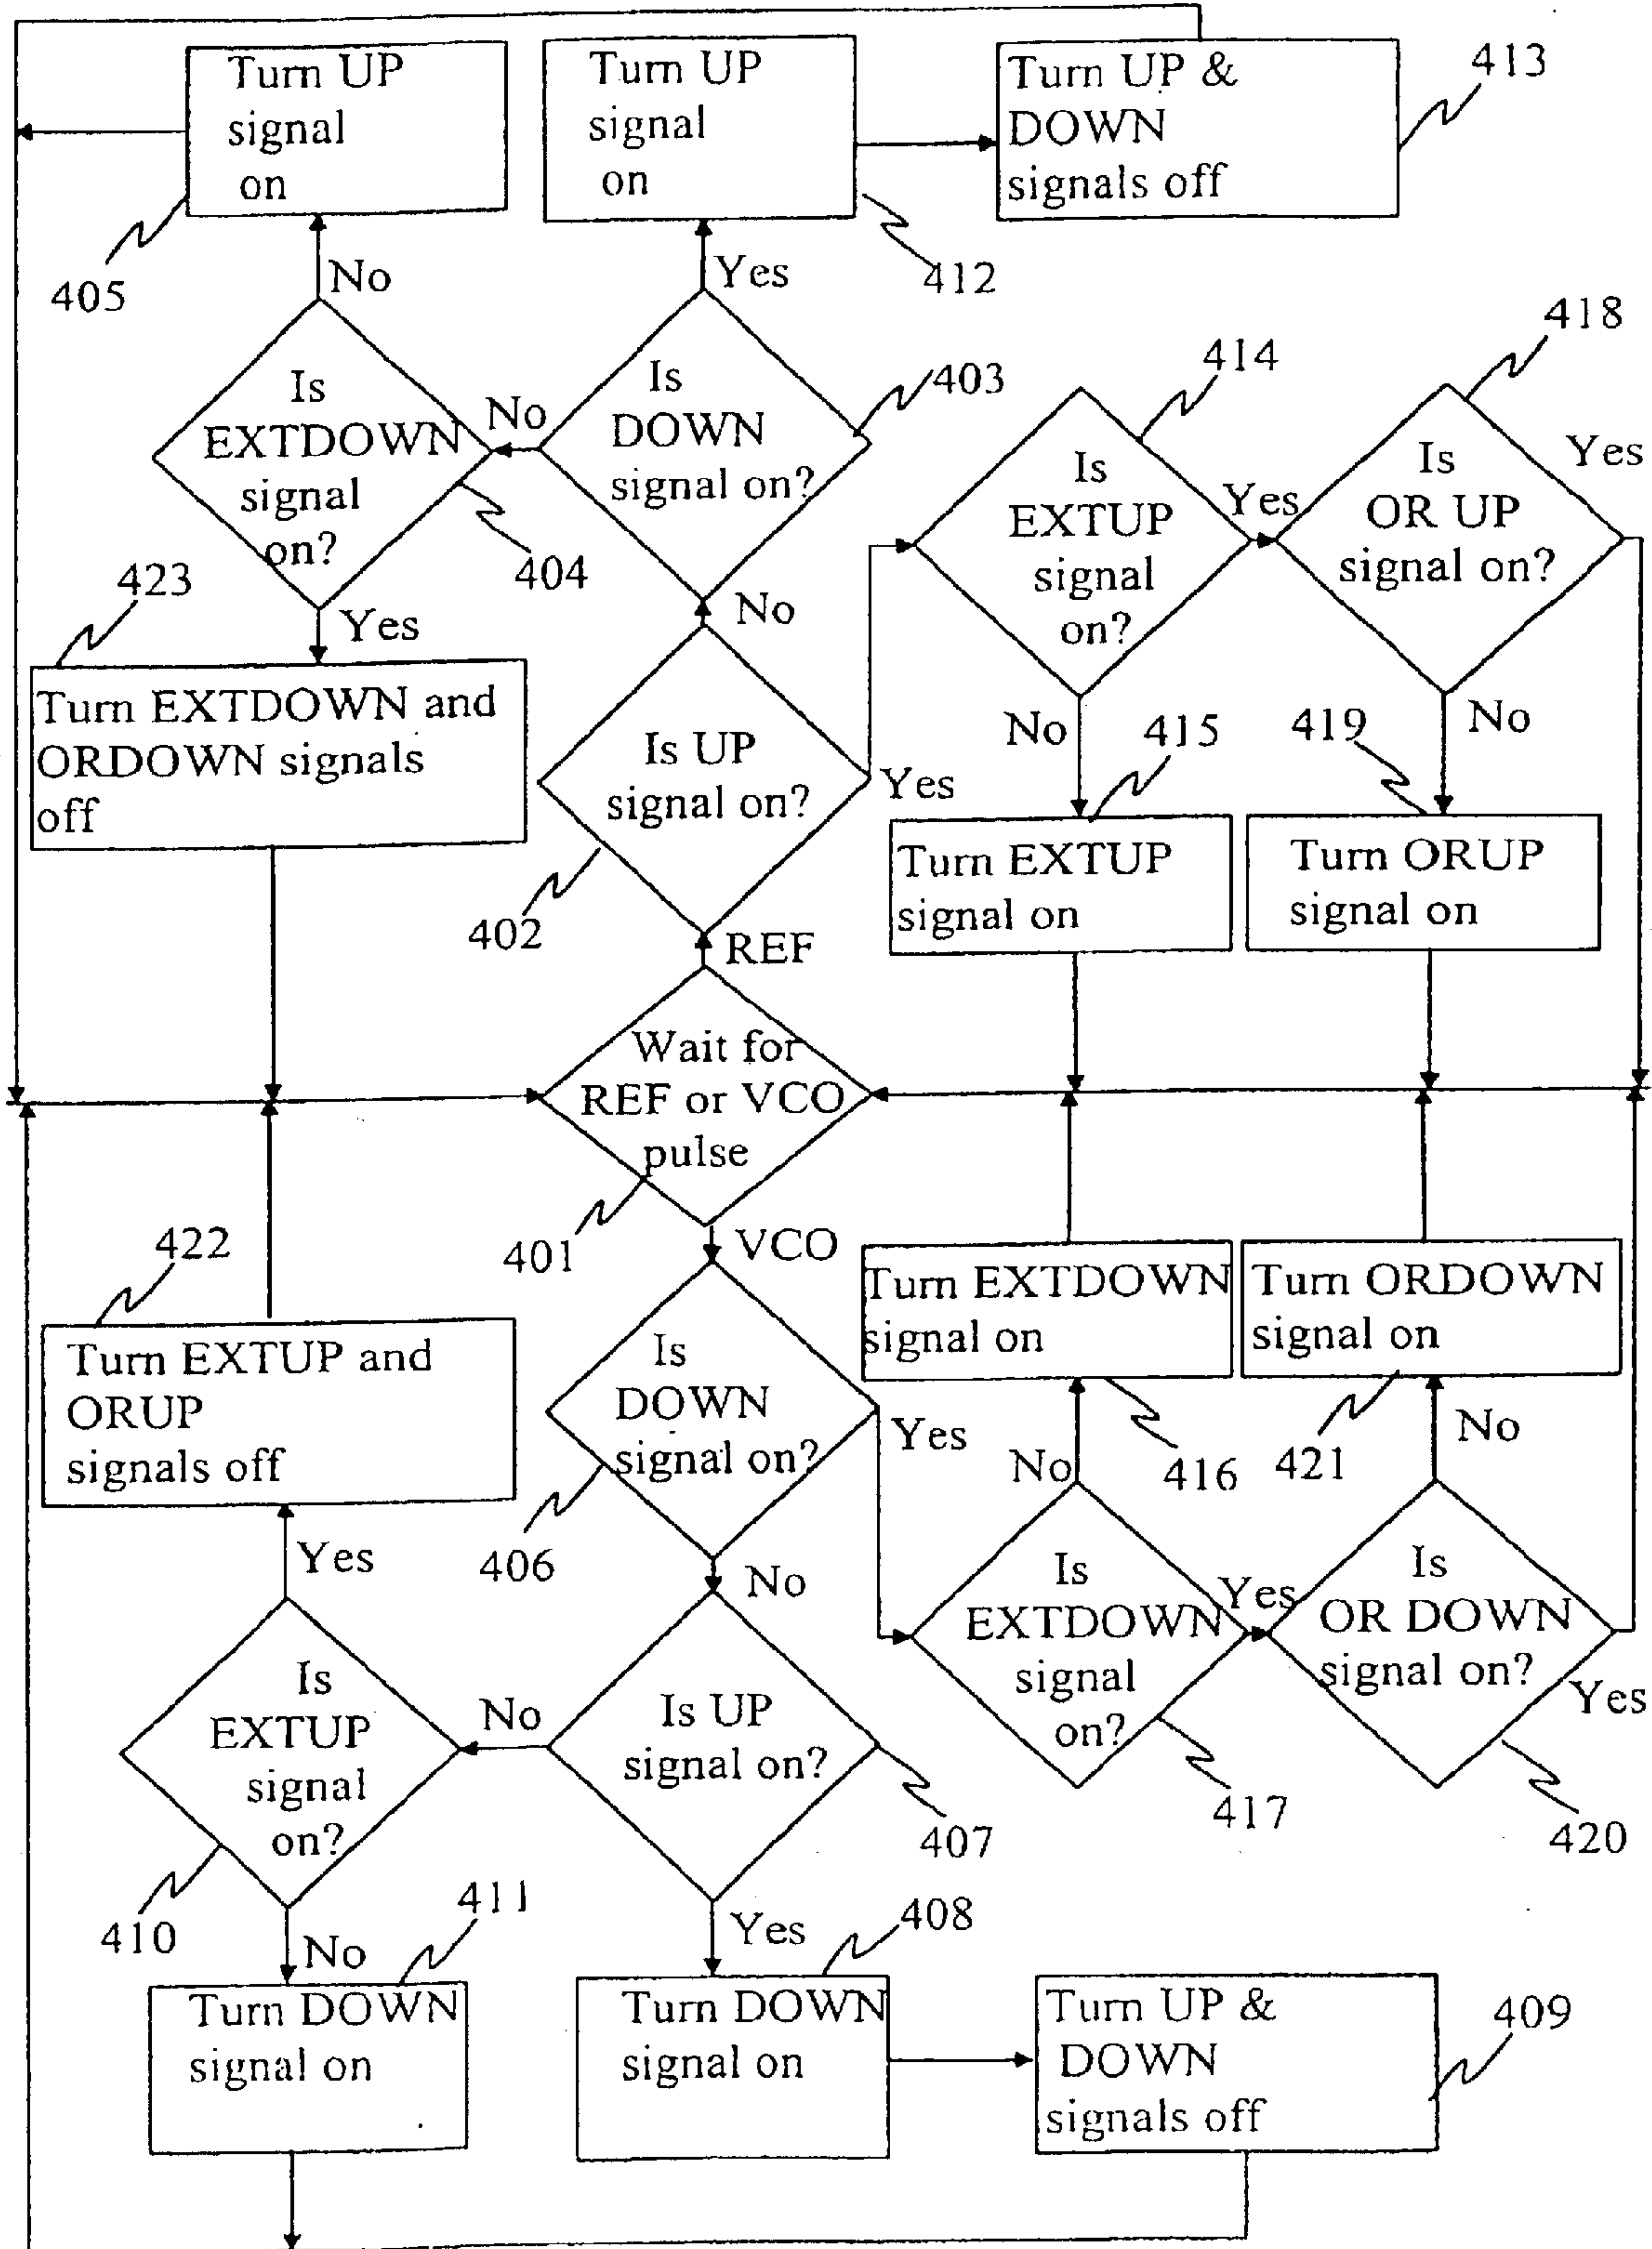 Turn UP
signal
on
405
Turn UP
signal
on
412
Turn UP &
DOWN
signals off
413
No
Yes
Is
EXTDOWN
signal
on?
404
No
Is
DOWN
signal on?
403
414
418
Is
EXTUP
signal
on?
Yes
Is
OR UP
signal on?
Yes
423
Yes
No
Turn EXTDOWN and
ORDOWN signals
off
Is UP
signal on?
Yes
402
REF
No
415
419
No
Turn EXTUP
signal on
Turn ORUP
signal on
Wait for
REF or VCO
pulse
401
VCO
422
Turn EXTUP and
ORUP
signals off
Is
DOWN
signal on?
Yes
406
No
Turn EXTDOWN
signal on
Turn ORDOWN
signal on
No
416
421
No
Yes
Is
EXTDOWN
signal
on?
417
Yes
Is
OR DOWN
signal on?
Yes
420
Is
EXTUP
signal
on?
410
No
Is UP
signal on?
407
411
No
Yes
408
Turn DOWN
signal on
Turn DOWN
signal on
Turn UP &
DOWN
signals off
409